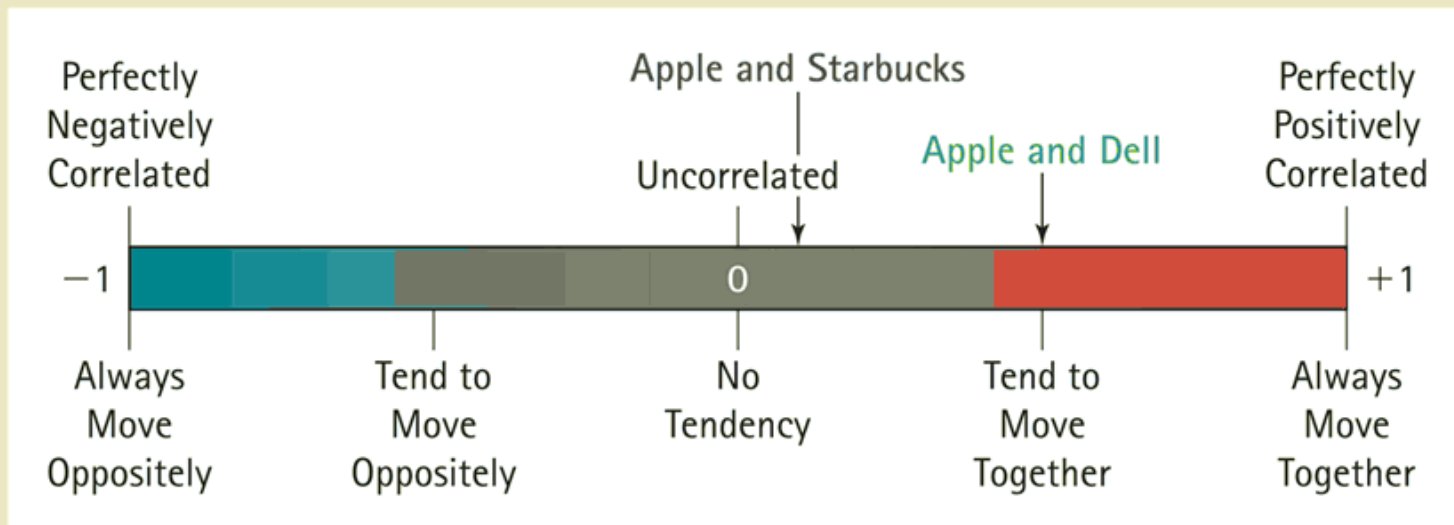 Perfectly
Negatively
Correlated
Apple and Starbucks
Uncorrelated
Apple and Dell
Perfectly
Positively
Correlated
−1
0
+1
Always
Move
Oppositely
Tend to
Move
Oppositely
No
Tendency
Tend to
Move
Together
Always
Move
Together